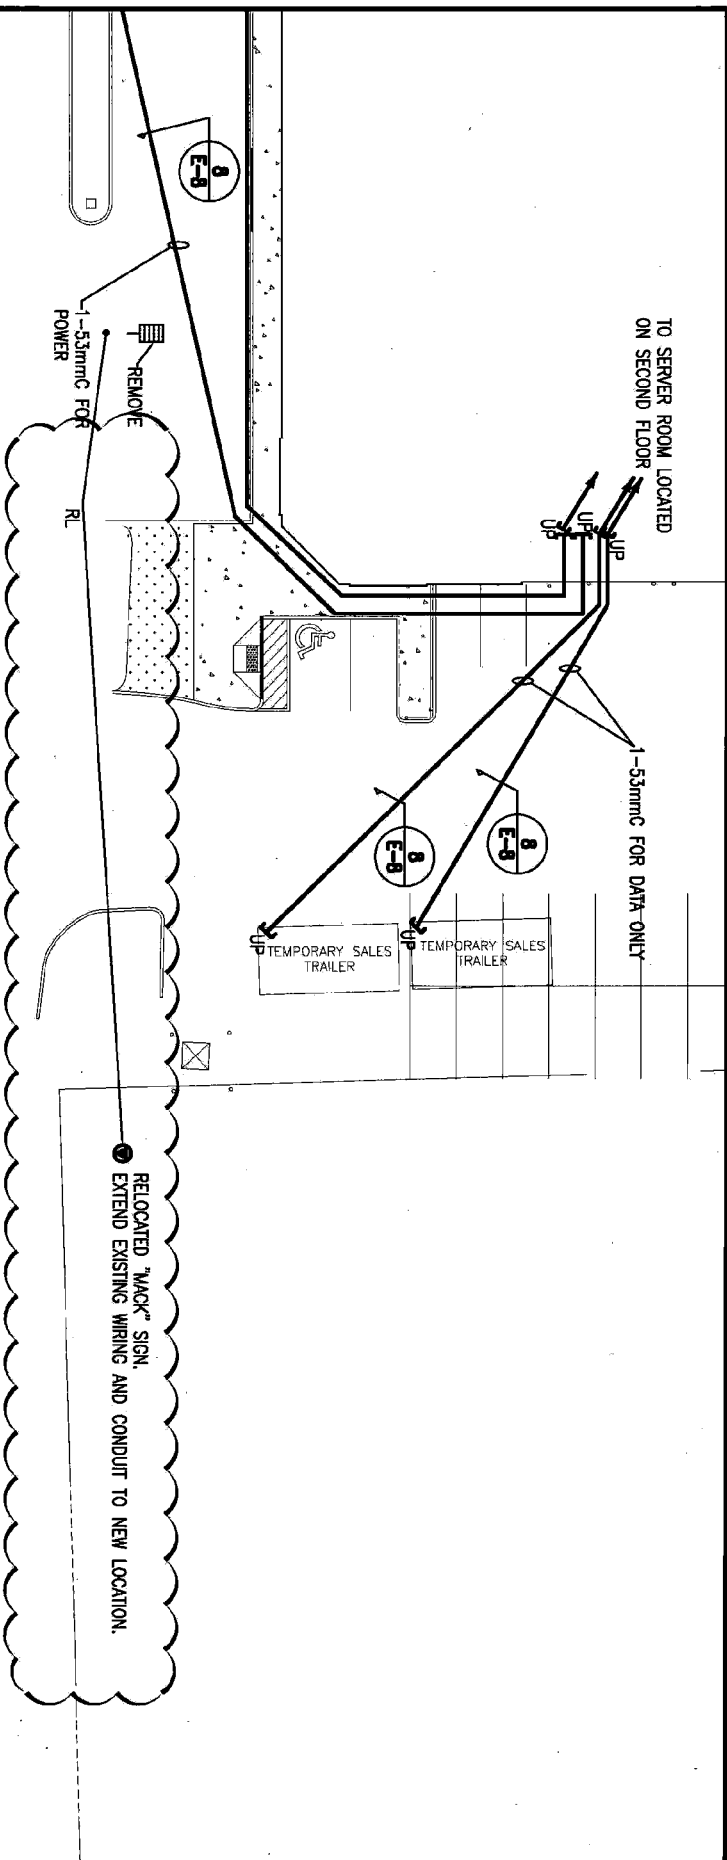 TO SERVER ROOM LOCATED
ON SECOND FLOOR
UP
UP
UP
8
E-8
1-53mmC FOR
POWER
REMOVE
RL
1-53mmC FOR DATA ONLY
8
E-8
8
E-8
UP
TEMPORARY SALES
TRAILER
UP
TEMPORARY SALES
TRAILER
RELOCATED "MACK" SIGN.
EXTEND EXISTING WIRING AND CONDUIT TO NEW LOCATION.